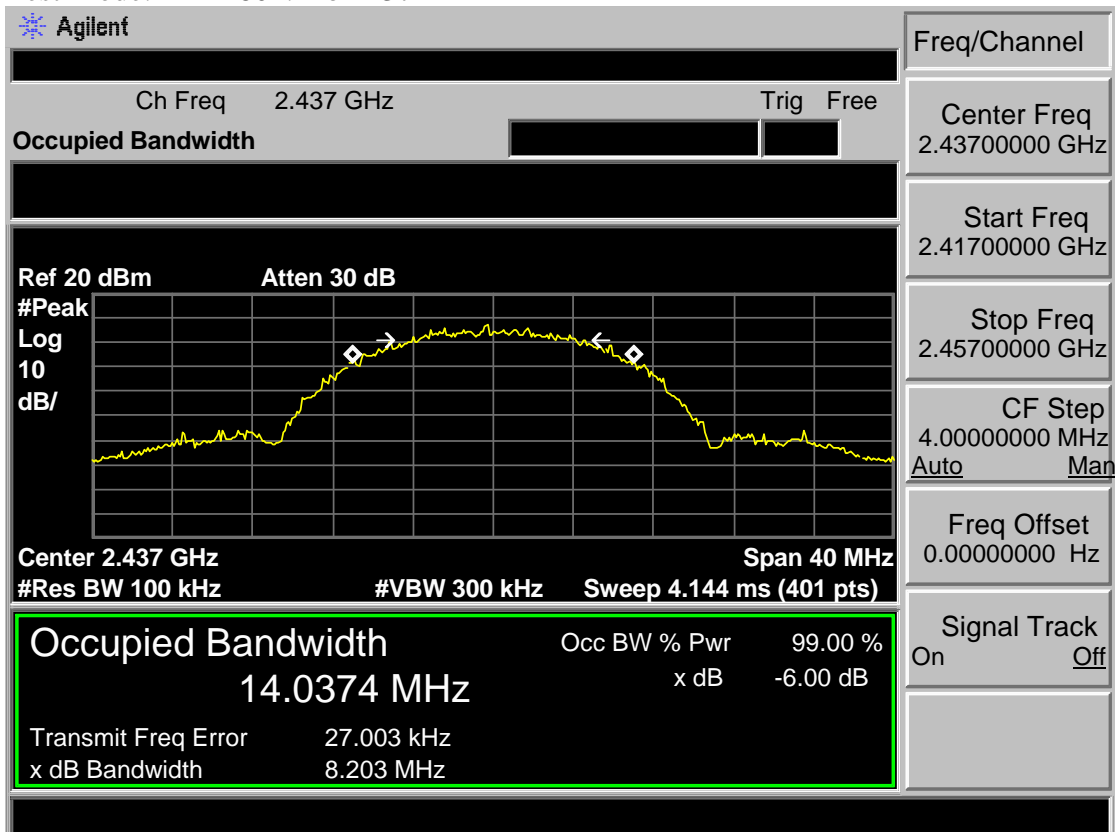 Agilent
Freq/Channel
Ch Freq 2.437 GHz Trig Free
Occupied Bandwidth
Center Freq
2.43700000 GHz
Start Freq
2.41700000 GHz
Stop Freq
2.45700000 GHz
CF Step
4.00000000 MHz
Auto Man
Freq Offset
0.00000000 Hz
Signal Track
On Off
Ref 20 dBm Atten 30 dB
#Peak
Log
10
dB/
Center 2.437 GHz Span 40 MHz
#Res BW 100 kHz #VBW 300 kHz Sweep 4.144 ms (401 pts)
Occupied Bandwidth Occ BW % Pwr 99.00 %
14.0374 MHz x dB -6.00 dB
Transmit Freq Error 27.003 kHz
x dB Bandwidth 8.203 MHz